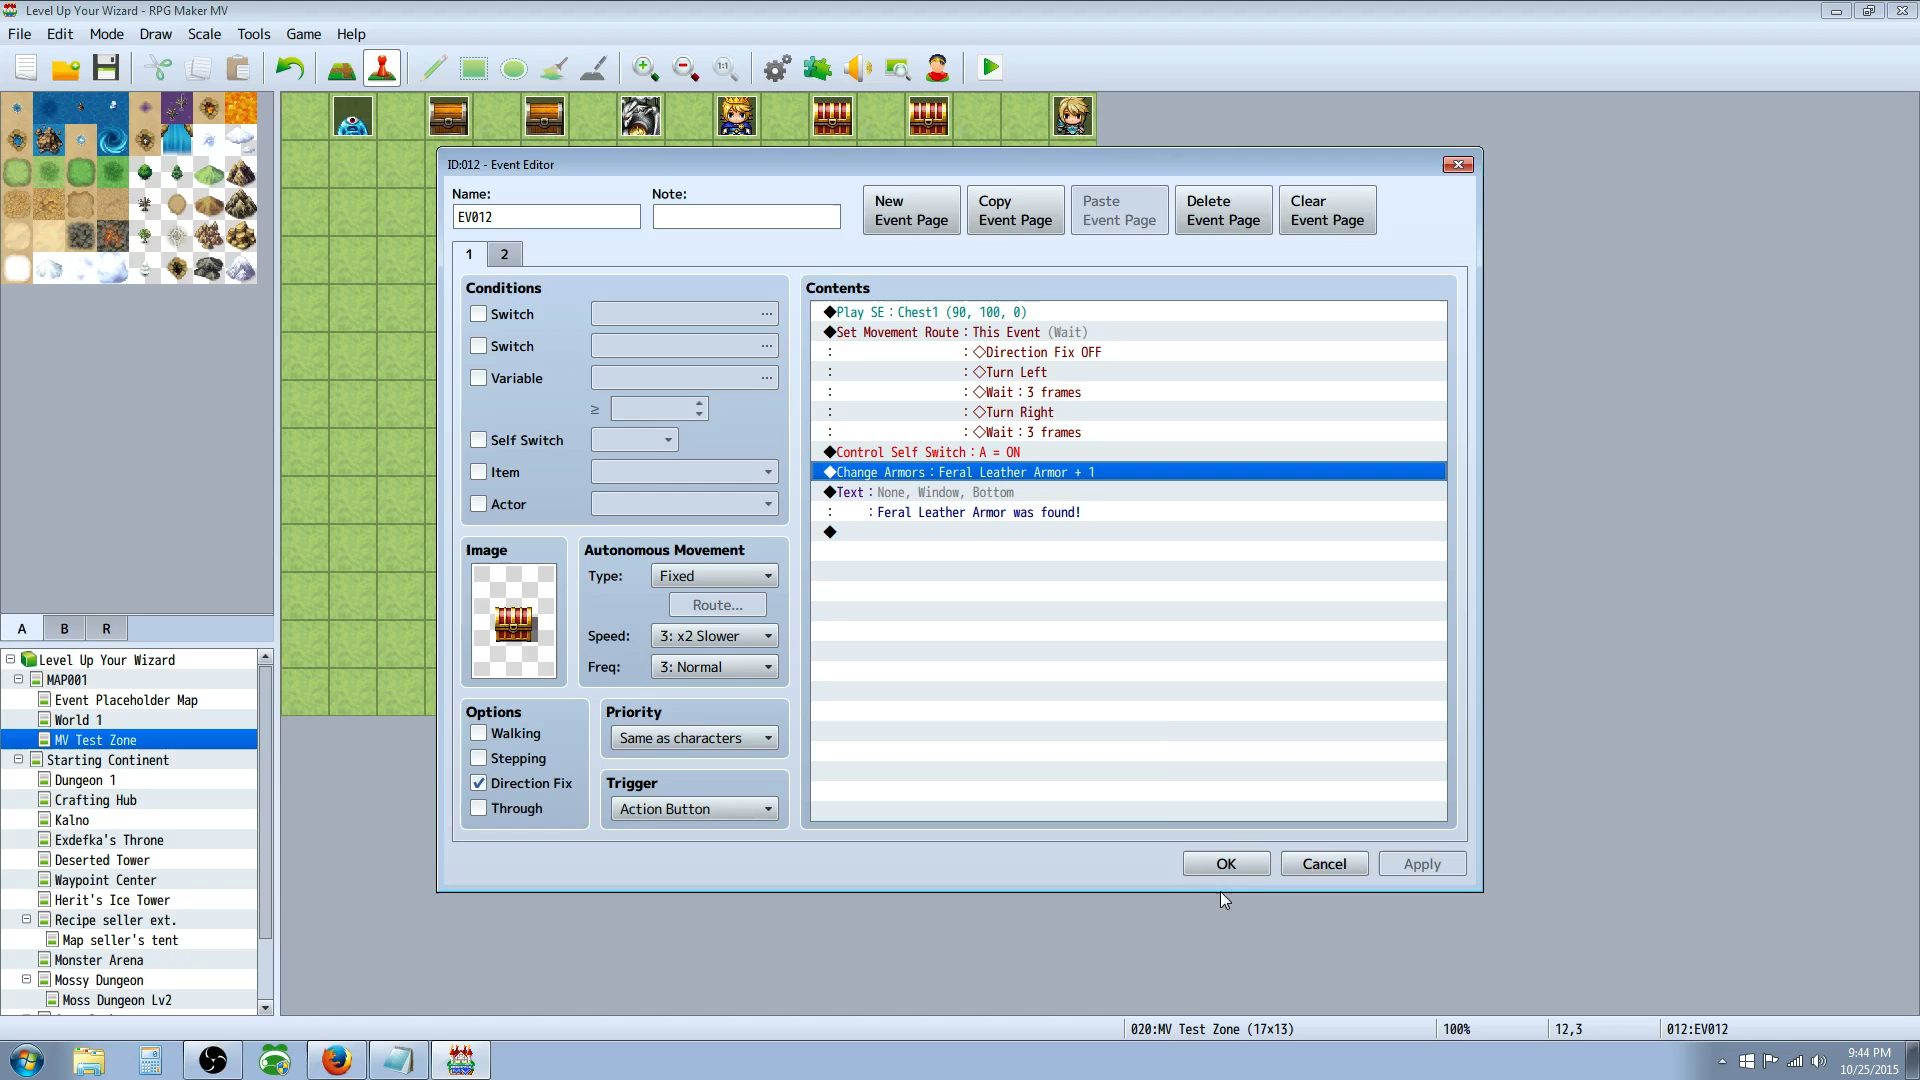 Level Up Your Wizard - RPG Maker MV
File Edit Mode Draw Scale Tools Game Help
1:1
ID:012 - Event Editor
Name: Note:
EV012
New Event Page
Copy Event Page
Paste Event Page
Delete Event Page
Clear Event Page
1 2
Conditions
Switch ...
Switch ...
Variable ...
≥
Self Switch
Item
Actor
Image
Autonomous Movement
Type: Fixed
Route...
Speed: 3: x2 Slower
Freq: 3: Normal
Options
Walking
Stepping
Direction Fix
Through
Priority
Same as characters
Trigger
Action Button
Contents
◆Play SE : Chest1 (90, 100, 0)
◆Set Movement Route : This Event (Wait)
: : ◇Direction Fix OFF
: : ◇Turn Left
: : ◇Wait : 3 frames
: : ◇Turn Right
: : ◇Wait : 3 frames
◆Control Self Switch : A = ON
◆Change Armors : Feral Leather Armor + 1
◆Text : None, Window, Bottom
: : Feral Leather Armor was found!
◆
OK Cancel Apply
A B R
Level Up Your Wizard
MAP001
Event Placeholder Map
World 1
MV Test Zone
Starting Continent
Dungeon 1
Crafting Hub
Kalno
Exdefka's Throne
Deserted Tower
Waypoint Center
Herit's Ice Tower
Recipe seller ext.
Map seller's tent
Monster Arena
Mossy Dungeon
Moss Dungeon Lv2
020:MV Test Zone (17x13) 100% 12,3 012:EV012
9:44 PM
10/25/2015